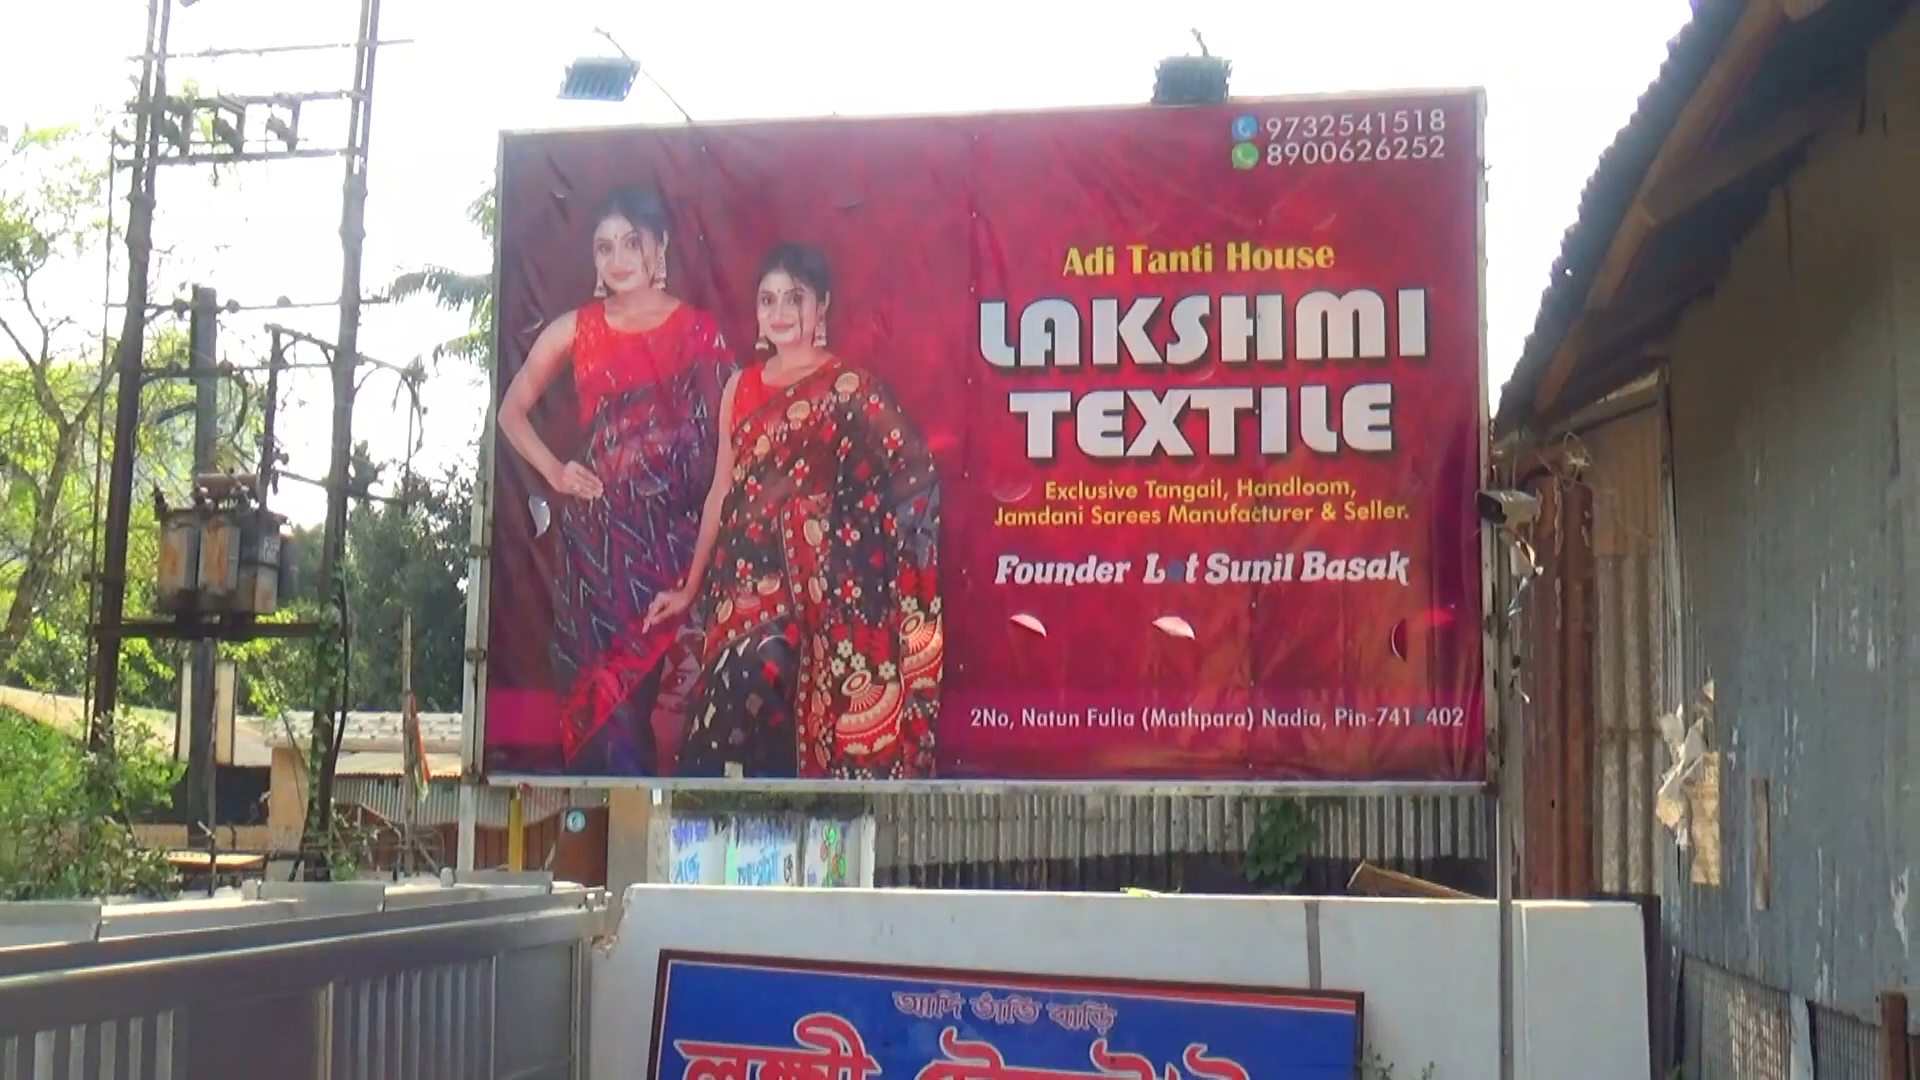 9732541518
8900626252
Adi Tanti House
LAKSHMI
TEXTILE
Exclusive Tangail, Handloom,
Jamdani Sarees Manufacturer & Seller.
Founder Sunil Basak
2No, Natun Fulia (Mathpara) Nadia,
আদি তাঁতি বাড়ি
লক্ষ্মী